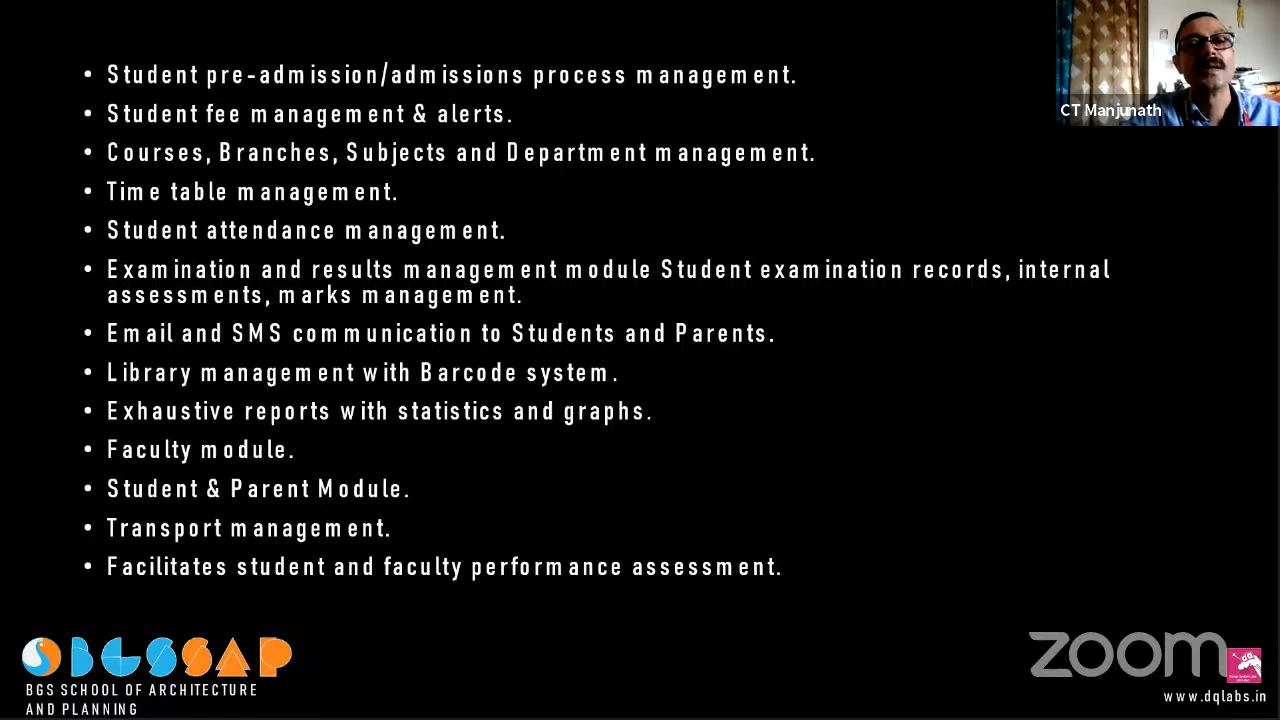 • Student pre-admission/admissions process management.
• Student fee management & alerts.
• Courses, Branches, Subjects and Department management.
• Time table management.
• Student attendance management.
• Examination and results management module Student examination records, internal
assessments, marks management.
• Email and SMS communication to Students and Parents.
• Library management with Barcode system.
• Exhaustive reports with statistics and graphs.
• Faculty module.
• Student & Parent Module.
• Transport management.
• Facilitates student and faculty performance assessment.
CT Manjunath
BGSSAP
BGS SCHOOL OF ARCHITECTURE
AND PLANNING
zoom
www.dqlabs.in